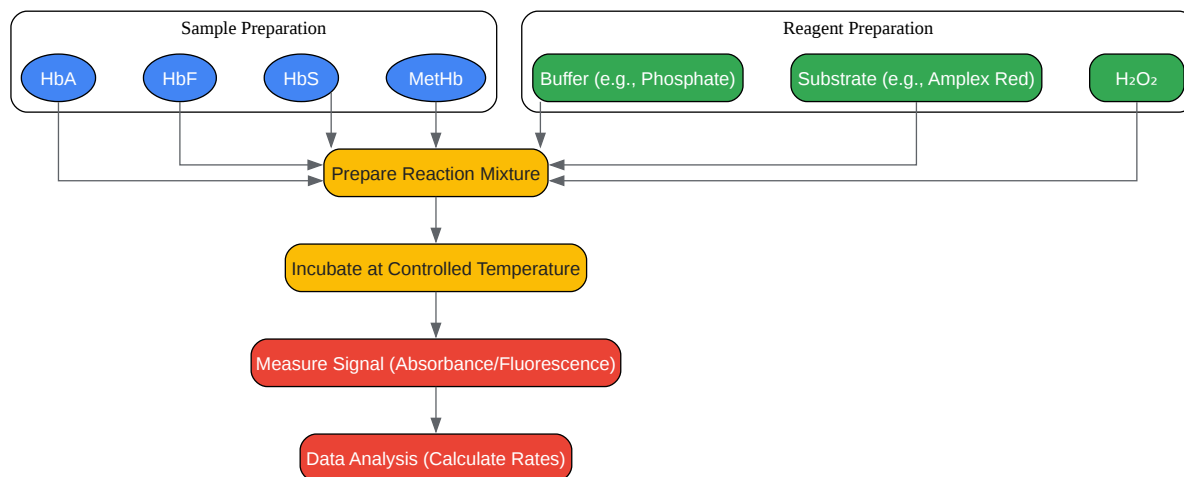 Sample Preparation
Reagent Preparation
HbA
HbF
HbS
MetHb
Buffer (e.g., Phosphate)
Substrate (e.g., Amplex Red)
H₂O₂
Prepare Reaction Mixture
Incubate at Controlled Temperature
Measure Signal (Absorbance/Fluorescence)
Data Analysis (Calculate Rates)